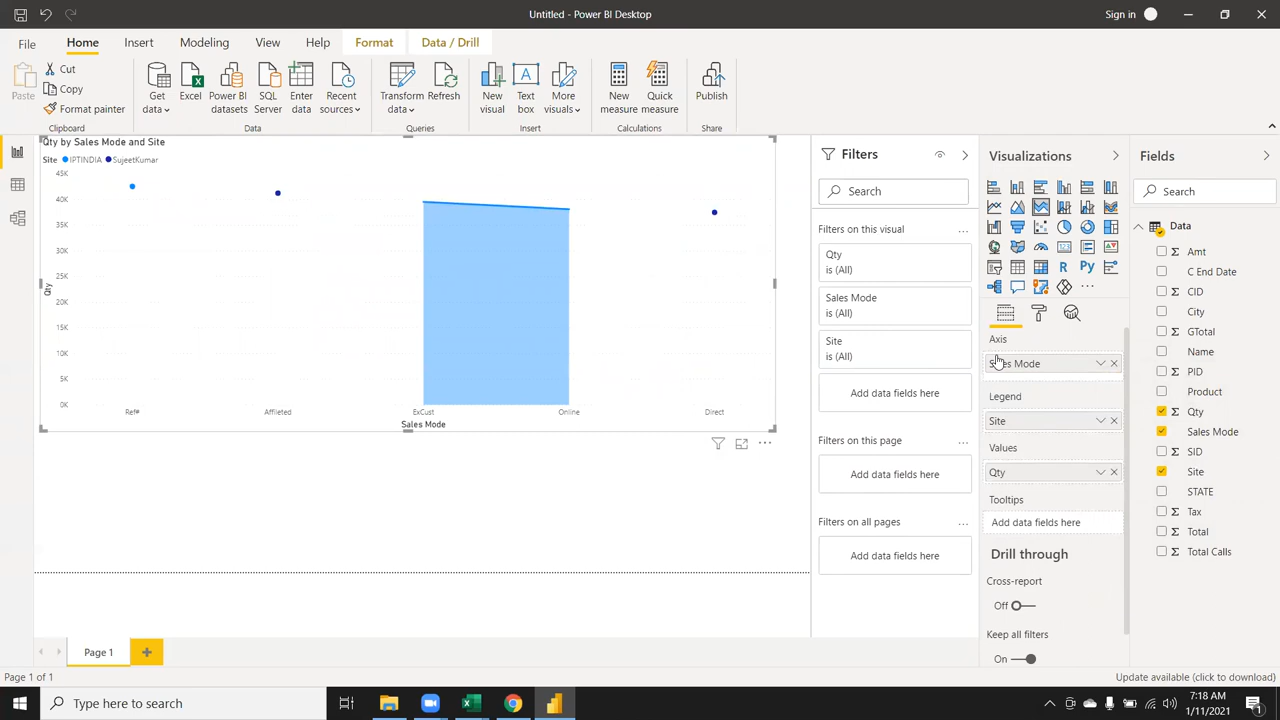 Untitled - Power BI Desktop
Sign in
File
Home
Insert
Modeling
View
Help
Format
Data / Drill
Paste
Cut
Copy
Format painter
Clipboard
Get data
Excel
Power BI datasets
SQL Server
Enter data
Recent sources
Data
Transform data
Refresh
Queries
New visual
Text box
More visuals
Insert
New measure
Quick measure
Calculations
Publish
Share
Qty by Sales Mode and Site
Site IPTINDIA SujeetKumar
45K
40K
35K
30K
25K
20K
15K
10K
5K
0K
Qty
Ref# Affileted ExCust Online Direct
Sales Mode
Filters
Search
Filters on this visual ...
Qty
is (All)
Sales Mode
is (All)
Site
is (All)
Add data fields here
Filters on this page ...
Add data fields here
Filters on all pages ...
Add data fields here
Visualizations
R
Py
123
Axis
Sales Mode
Legend
Site
Values
Qty
Tooltips
Add data fields here
Drill through
Cross-report
Off
Keep all filters
On
Fields
Search
Data
Σ Amt
C End Date
Σ CID
City
Σ GTotal
Name
Σ PID
Product
Σ Qty
Sales Mode
Σ SID
Site
STATE
Σ Tax
Σ Total
Σ Total Calls
Page 1
Page 1 of 1
Update available (click to download)
Type here to search
7:18 AM
1/11/2021